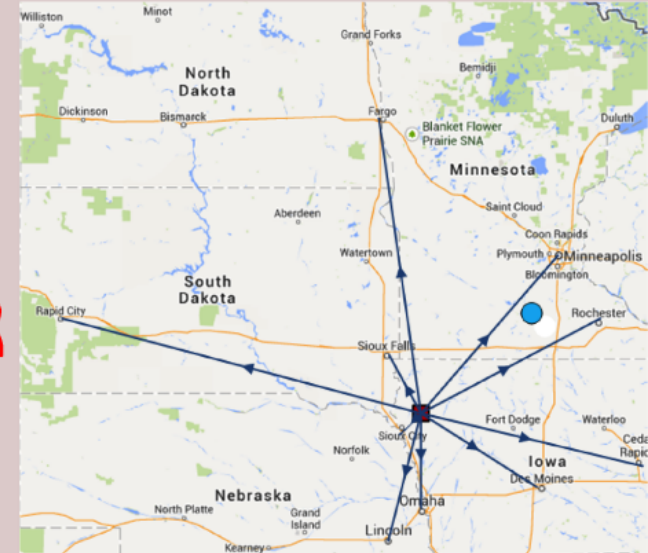 Williston
Minot
Grand Forks
Bemidji
North
Dakota
Dickinson
Bismarck
Fargo
Blanket Flower
Prairie SNA
Duluth
Minnesota
Saint Cloud
Aberdeen
Coon Rapids
Watertown
Plymouth
Minneapolis
Bloomington
South
Dakota
Rapid City
Rochester
Sioux Falls
Fort Dodge
Waterloo
Sioux City
Ceda
Rapid
Norfolk
Iowa
Des Moines
Nebraska
Omaha
North Platte
Grand
Island
Lincoln
Kearney